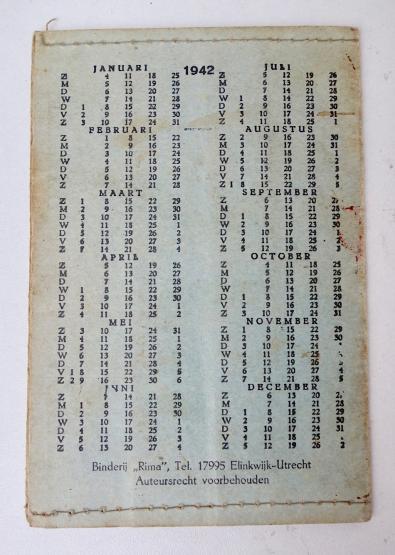 1942
JANUARI
Z 4 11 18 25
M 5 12 19 26
D 6 13 20 27
W 7 14 21 28
D 1 8 15 22 29
V 2 9 16 23 30
Z 3 10 17 24 31
FEBRUARI
Z 1 8 15 22
M 2 9 16 23
D 3 10 17 24
W 4 11 18 25
D 5 12 19 26
V 6 13 20 27
Z 7 14 21 28
MAART
Z 1 8 15 22 29
M 2 9 16 23 30
D 3 10 17 24 31
W 4 11 18 25 1
D 5 12 19 26 2
V 6 13 20 27 3
Z 7 14 21 28 4
APRIL
Z 5 12 19 26
M 6 13 20 27
D 7 14 21 28
W 1 8 15 22 29
D 2 9 16 23 30
V 3 10 17 24 1
Z 4 11 18 25 2
MEI
Z 3 10 17 24 31
M 4 11 18 25 1
D 5 12 19 26 2
W 6 13 20 27 3
D 7 14 21 28 4
V 1 8 15 22 29 5
Z 2 9 16 23 30 6
JUNI
Z 7 14 21 28
M 1 8 15 22 29
D 2 9 16 23 30
W 3 10 17 24 1
D 4 11 18 25 2
V 5 12 19 26 3
Z 6 13 20 27 4
JULI
Z 5 12 19 26
M 6 13 20 27
D 7 14 21 28
W 1 8 15 22 29
D 2 9 16 23 30
V 3 10 17 24 31
Z 4 11 18 25 1
AUGUSTUS
Z 2 9 16 23 30
M 3 10 17 24 31
D 4 11 18 25 1
W 5 12 19 26 2
D 6 13 20 27 3
V 7 14 21 28 4
Z 1 8 15 22 29 5
SEPTEMBER
Z 6 13 20
M 7 14 21 28
D 1 8 15 22 29
W 2 9 16 23 30
D 3 10 17 24 1
V 4 11 18 25 2
Z 5 12 19 26
OCTOBER
Z 4 11 18 25
M 5 12 19 26
D 6 13 20 27
W 7 14 21 28
D 1 8 15 22 29
V 2 9 16 23 30
Z 3 10 17 24 31
NOVEMBER
Z 1 8 15 22 29
M 2 9 16 23 30
D 3 10 17 24
W 4 11 18 25
D 5 12 19 26
V 6 13 20 27 4
Z 7 14 21 28 5
DECEMBER
Z 6 13 20
M 7 14 21 28
D 1 8 15 22 29
W 2 9 16 23 30
D 3 10 17 24 31
V 4 11 18 25
Z 5 12 19 26 2
Binderij „Rima", Tel. 17995 Elinkwijk-Utrecht
Auteursrecht voorbehouden